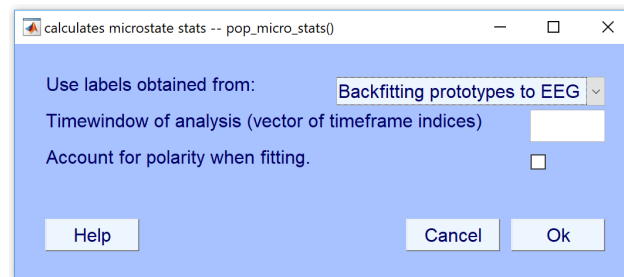 calculates microstate stats -- pop_micro_stats()
Use labels obtained from: Backfitting prototypes to EEG
Timewindow of analysis (vector of timeframe indices)
Account for polarity when fitting.
Help Cancel Ok